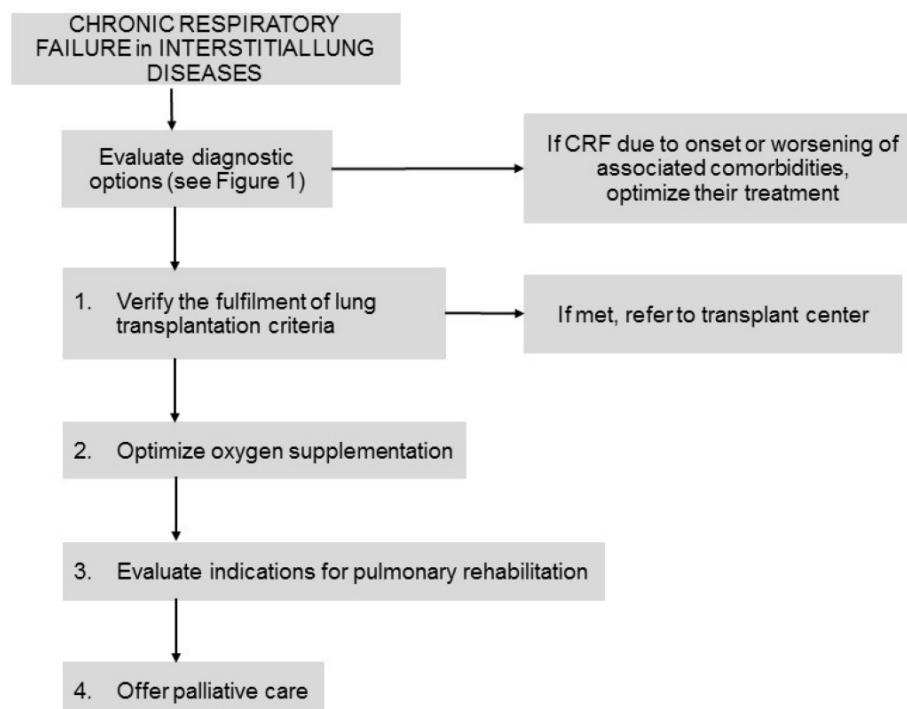 CHRONIC RESPIRATORY
FAILURE in INTERSTITIALLUNG
DISEASES
Evaluate diagnostic
options (see Figure 1)
If CRF due to onset or worsening of
associated comorbidities,
optimize their treatment
1. Verify the fulfilment of lung
transplantation criteria
If met, refer to transplant center
2. Optimize oxygen supplementation
3. Evaluate indications for pulmonary rehabilitation
4. Offer palliative care